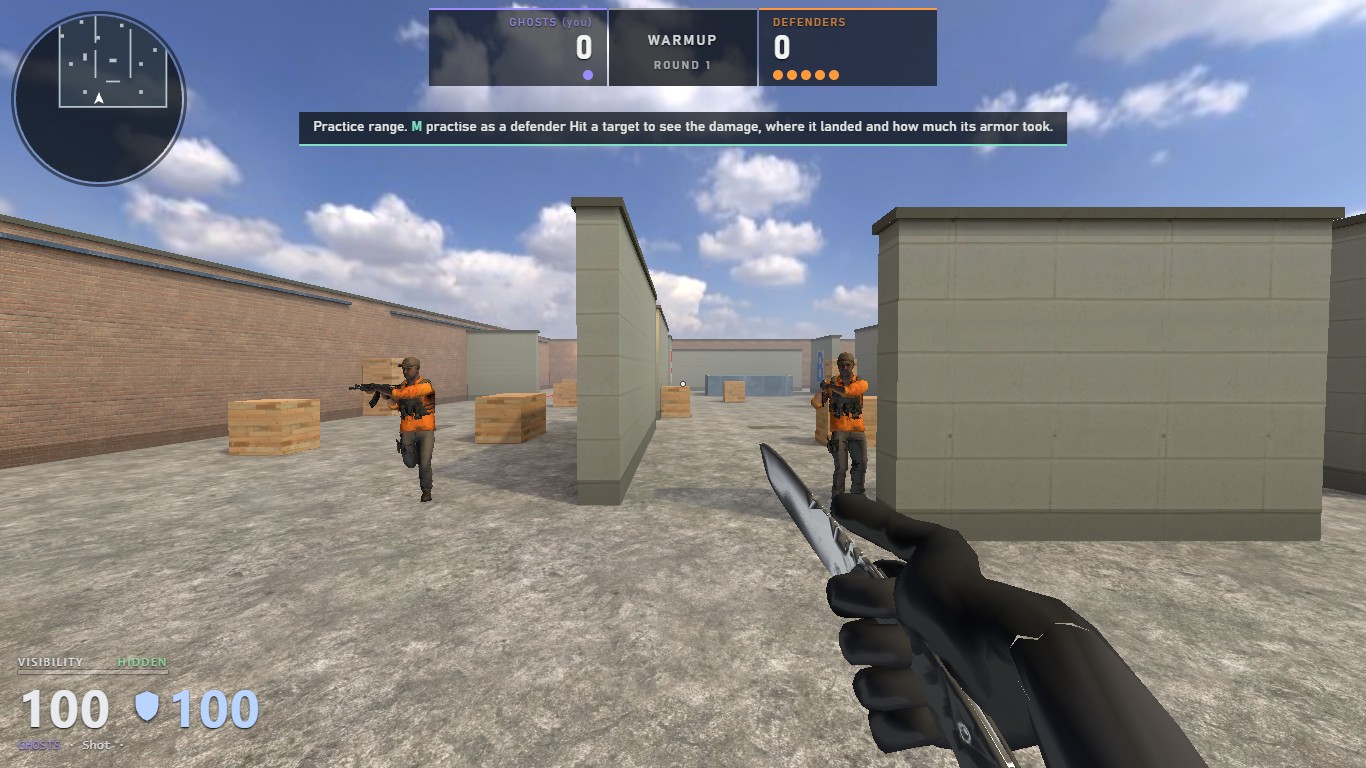 GHOSTS (you)
0
WARMUP
ROUND 1
DEFENDERS
0
Practice range. M practise as a defender Hit a target to see the damage, where it landed and how much its armor took.
VISIBILITY HIDDEN
100 100
GHOSTS · Shot ·